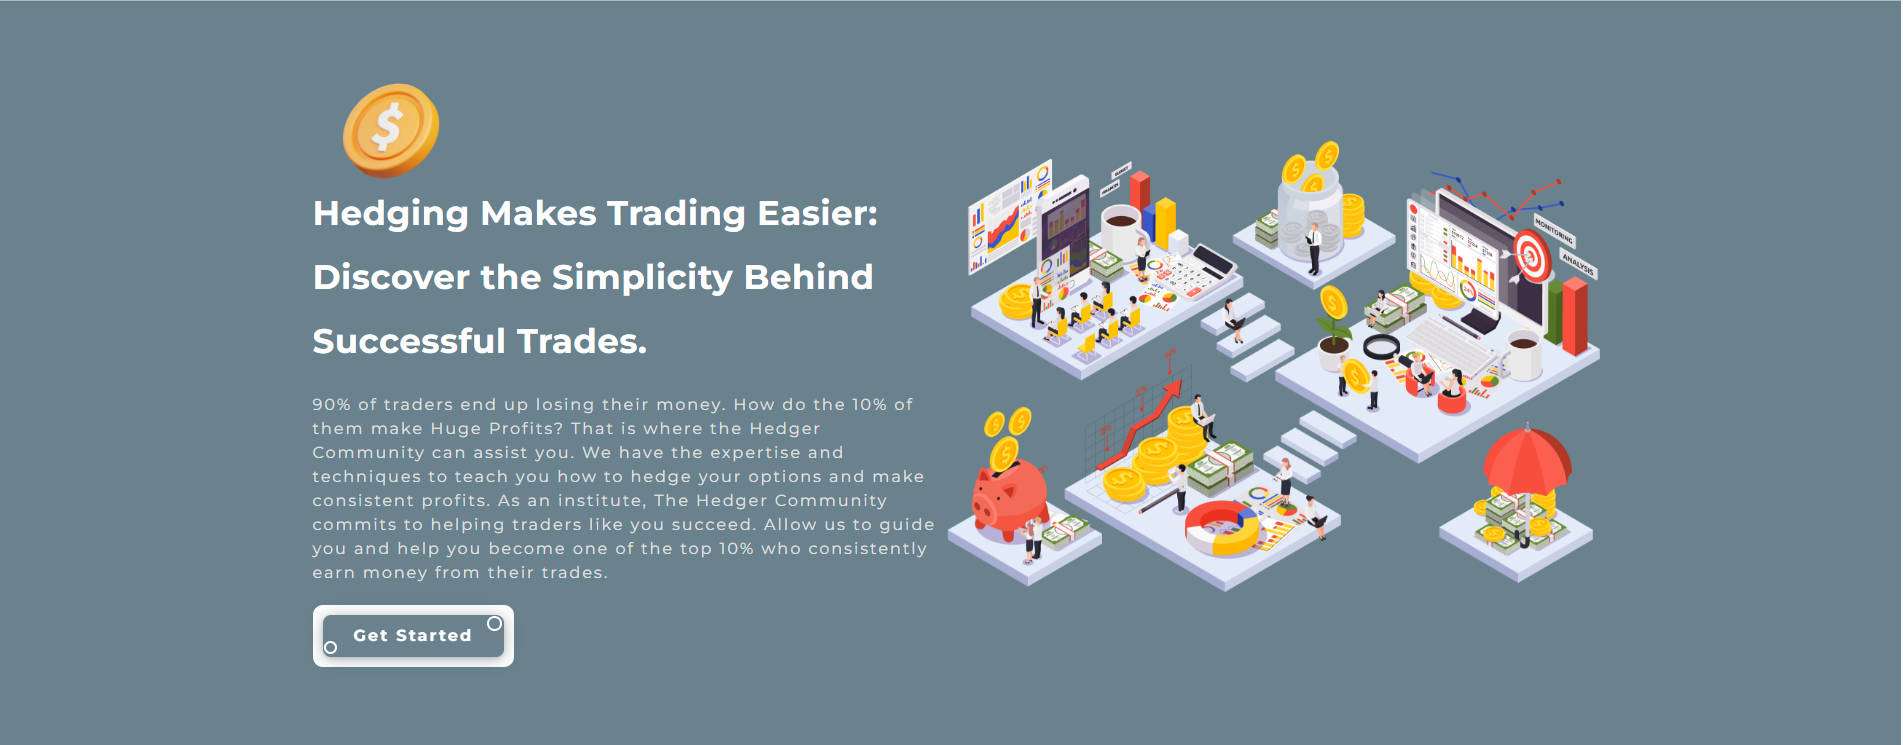 Hedging Makes Trading Easier:
Discover the Simplicity Behind
Successful Trades.
90% of traders end up losing their money. How do the 10% of
them make Huge Profits? That is where the Hedger
Community can assist you. We have the expertise and
techniques to teach you how to hedge your options and make
consistent profits. As an institute, The Hedger Community
commits to helping traders like you succeed. Allow us to guide
you and help you become one of the top 10% who consistently
earn money from their trades.
Get Started
MONITORING
ANALYSIS